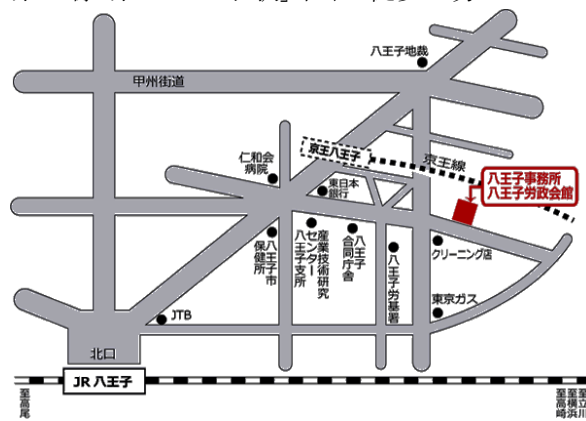 八王子地裁
甲州街道
京王八王子
京王線
仁和会
病院
東日本
銀行
八王子事務所
八王子労政会館
八王子市
保健所
産業技術研究
センター
八王子支所
八王子
合同庁舎
八王子労基署
クリーニング店
東京ガス
JTB
北口
JR 八王子
至高尾
至立川
至横浜
至高崎